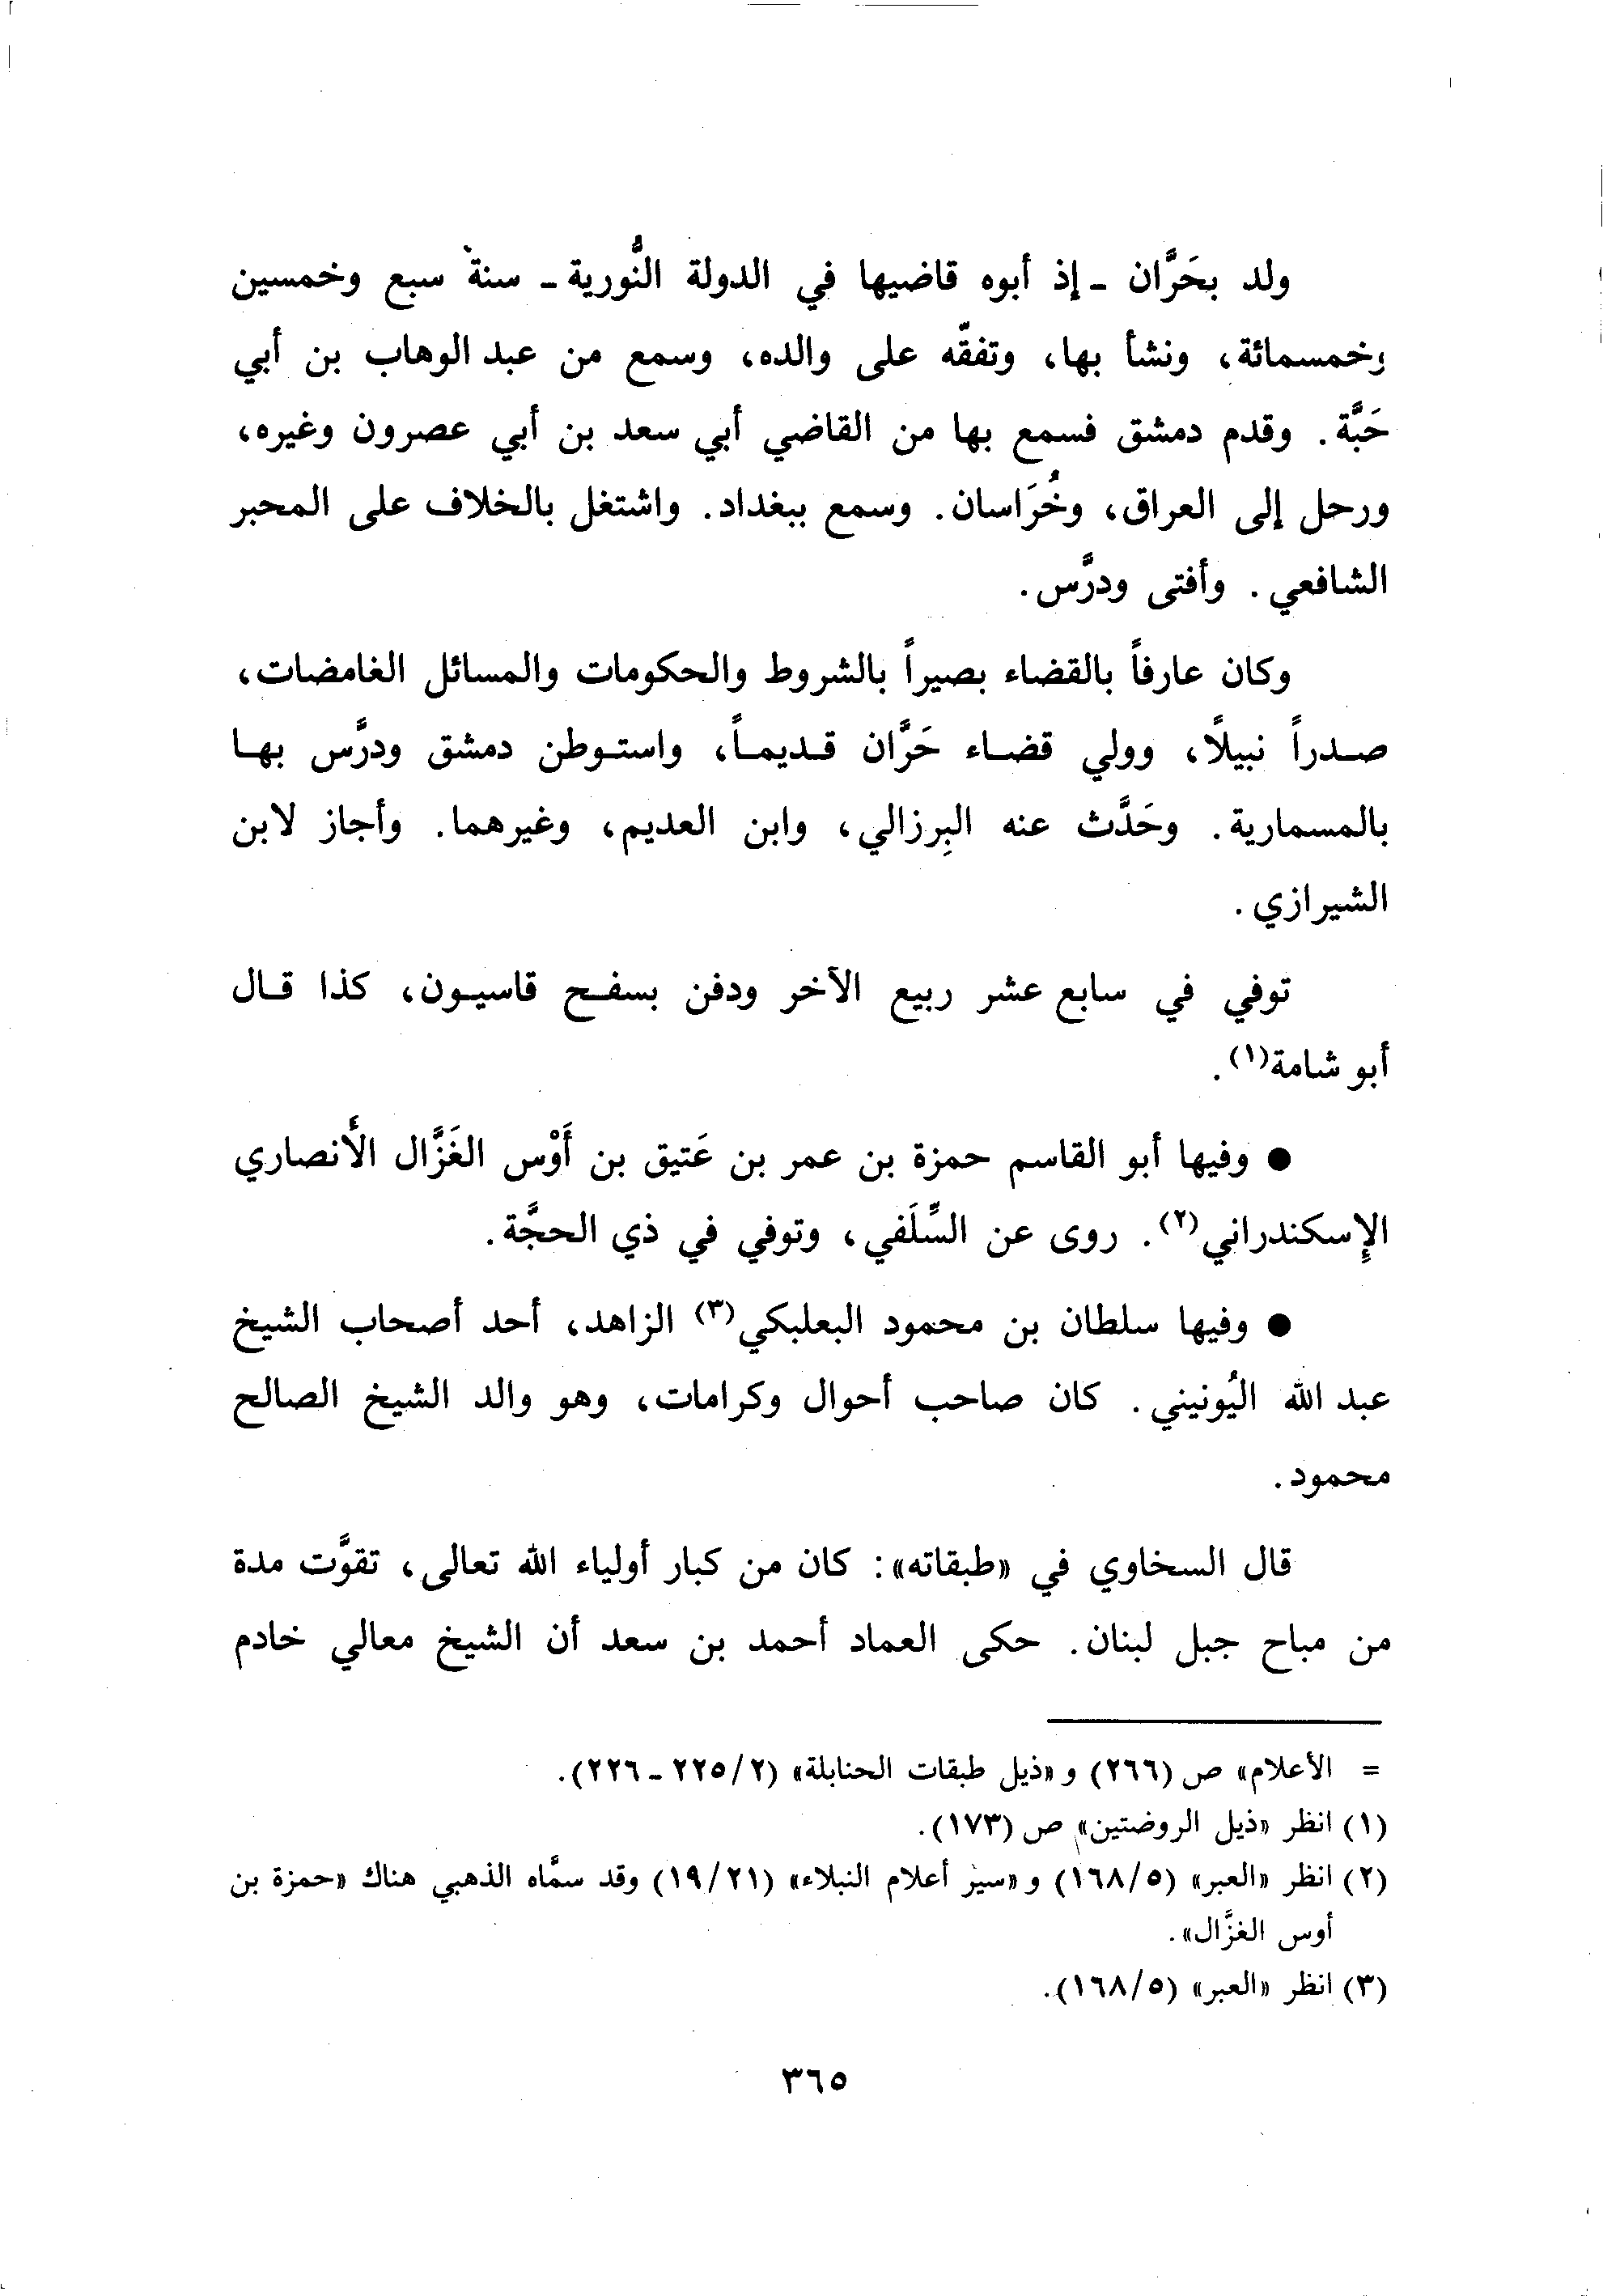 ولد بحَرَّان - إذ أبوه قاضيها في الدولة النُّورية - سنة سبع وخمسين
وخمسمائة، ونشأ بها، وتفقّه على والده، وسمع من عبد الوهاب بن أبي
حَبَّة. وقدم دمشق فسمع بها من القاضي أبي سعد بن أبي عصرون وغيره،
ورحل إلى العراق، وخُرَاسان. وسمع ببغداد. واشتغل بالخلاف على المحبر
الشافعي. وأفتى ودرَّس.
وكان عارفاً بالقضاء بصيراً بالشروط والحكومات والمسائل الغامضات،
صدراً نبيلًا، وولي قضاء حَرَّان قديماً، واستوطن دمشق ودرَّس بها
بالمسمارية. وحَدَّث عنه البِرزالي، وابن العديم، وغيرهما. وأجاز لابن
الشيرازي.
توفي في سابع عشر ربيع الآخر ودفن بسفح قاسيون، كذا قال
أبو شامة(١).
● وفيها أبو القاسم حمزة بن عمر بن عَتيق بن أَوْس الغَزَّال الأنصاري
الإسكندراني(٢). روى عن السِّلَفي، وتوفي في ذي الحجَّة.
● وفيها سلطان بن محمود البعلبكي(٣) الزاهد، أحد أصحاب الشيخ
عبد الله اليُونيني. كان صاحب أحوال وكرامات، وهو والد الشيخ الصالح
محمود.
قال السخاوي في «طبقاته»: كان من كبار أولياء الله تعالى، تقوَّت مدة
من مباح جبل لبنان. حكى العماد أحمد بن سعد أن الشيخ معالي خادم
= الأعلام» ص (٢٦٦) و «ذيل طبقات الحنابلة» (٢/٢٢٥ - ٢٢٦).
(١) انظر «ذيل الروضتين» ص (١٧٣).
(٢) انظر «العبر» (٥/١٦٨) و «سير أعلام النبلاء» (٢١/١٩) وقد سمَّاه الذهبي هناك «حمزة بن
أوس الغزَّال».
(٣) انظر «العبر» (٥/١٦٨).
٣٦٥